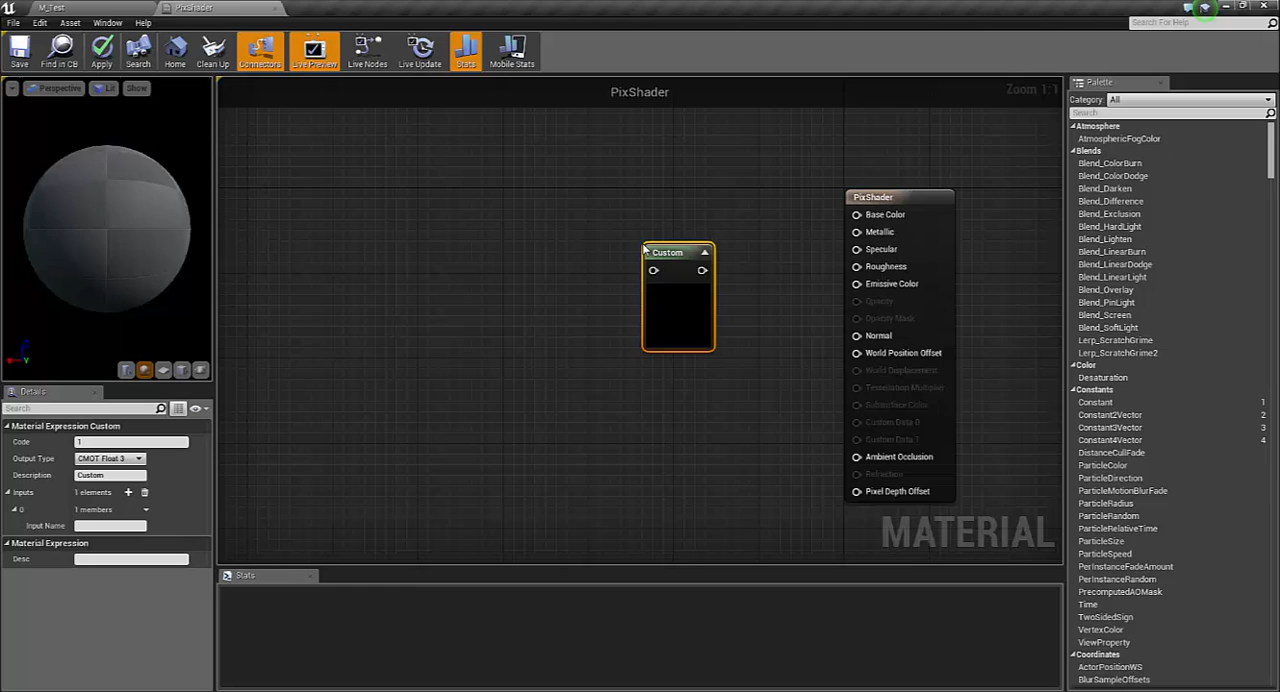 M_Test
PixShader
File Edit Asset Window Help
Search For Help
Save Find in CB Apply Search Home Clean Up Connectors Live Preview Live Nodes Live Update Stats Mobile Stats
Perspective Lit Show
PixShader
Zoom 1:1
Palette
Category: All
Search
Atmosphere
AtmosphericFogColor
Blends
Blend_ColorBurn
Blend_ColorDodge
Blend_Darken
Blend_Difference
Blend_Exclusion
Blend_HardLight
Blend_Lighten
Blend_LinearBurn
Blend_LinearDodge
Blend_LinearLight
Blend_Overlay
Blend_PinLight
Blend_Screen
Blend_SoftLight
Lerp_ScratchGrime
Lerp_ScratchGrime2
Color
Desaturation
Constants
Constant 1
Constant2Vector 2
Constant3Vector 3
Constant4Vector 4
DistanceCullFade
ParticleColor
ParticleDirection
ParticleMotionBlurFade
ParticleRadius
ParticleRandom
ParticleRelativeTime
ParticleSize
ParticleSpeed
PerInstanceFadeAmount
PerInstanceRandom
PrecomputedAOMask
Time
TwoSidedSign
VertexColor
ViewProperty
Coordinates
ActorPositionWS
BlurSampleOffsets
Custom
PixShader
Base Color
Metallic
Specular
Roughness
Emissive Color
Opacity
Opacity Mask
Normal
World Position Offset
World Displacement
Tessellation Multiplier
Subsurface Color
Custom Data 0
Custom Data 1
Ambient Occlusion
Refraction
Pixel Depth Offset
MATERIAL
Details
Search
Material Expression Custom
Code 1
Output Type CMOT Float 3
Description Custom
Inputs 1 elements
0 1 members
Input Name
Material Expression
Desc
Stats